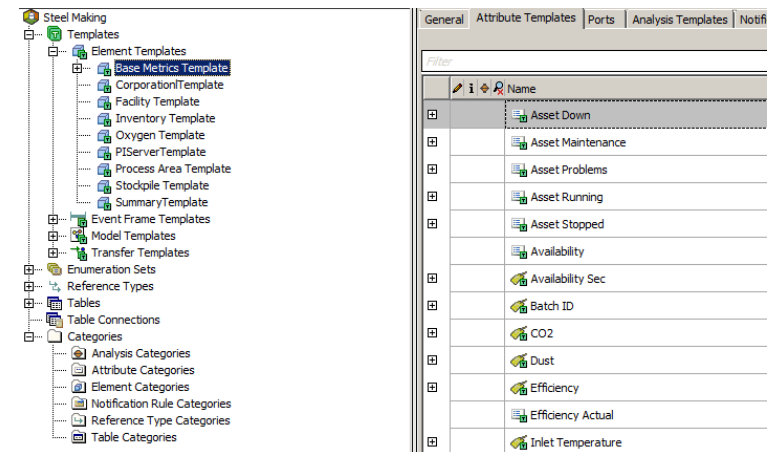 Steel Making
Templates
Element Templates
Base Metrics Template
CorporationlTemplate
Facility Template
Inventory Template
Oxygen Template
PIServerTemplate
Process Area Template
Stockpile Template
SummaryTemplate
Event Frame Templates
Model Templates
Transfer Templates
Enumeration Sets
Reference Types
Tables
Table Connections
Categories
Analysis Categories
Attribute Categories
Element Categories
Notification Rule Categories
Reference Type Categories
Table Categories
General Attribute Templates Ports Analysis Templates Notifi
Filter
Name
Asset Down
Asset Maintenance
Asset Problems
Asset Running
Asset Stopped
Availability
Availability Sec
Batch ID
CO2
Dust
Efficiency
Efficiency Actual
Inlet Temperature